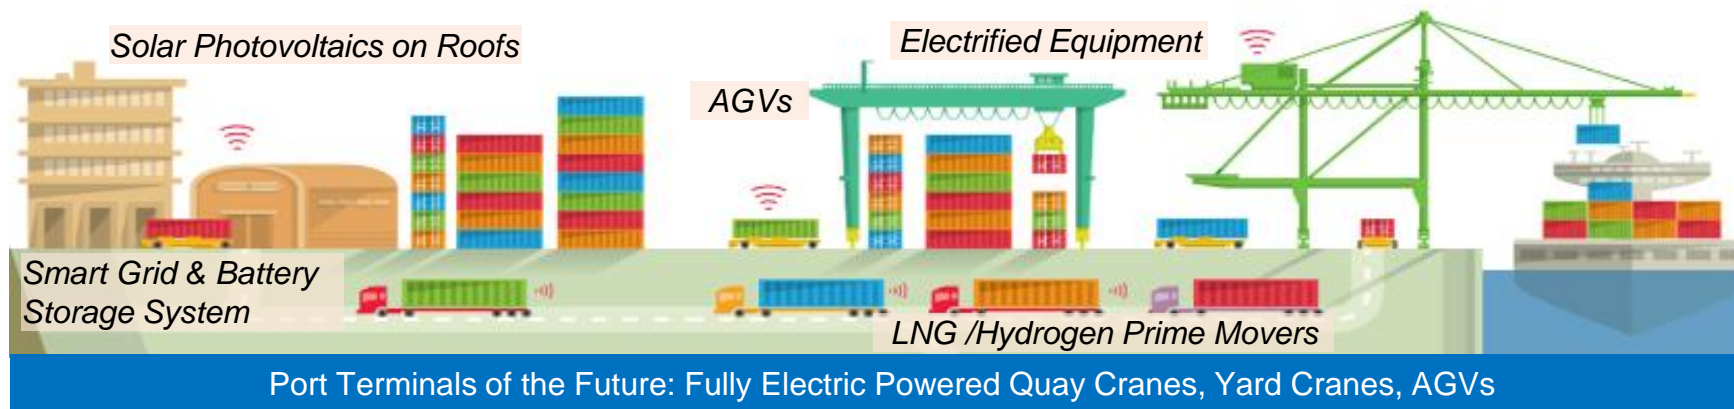 Solar Photovoltaics on Roofs
Electrified Equipment
AGVs
Smart Grid & Battery
Storage System
LNG /Hydrogen Prime Movers
Port Terminals of the Future: Fully Electric Powered Quay Cranes, Yard Cranes, AGVs